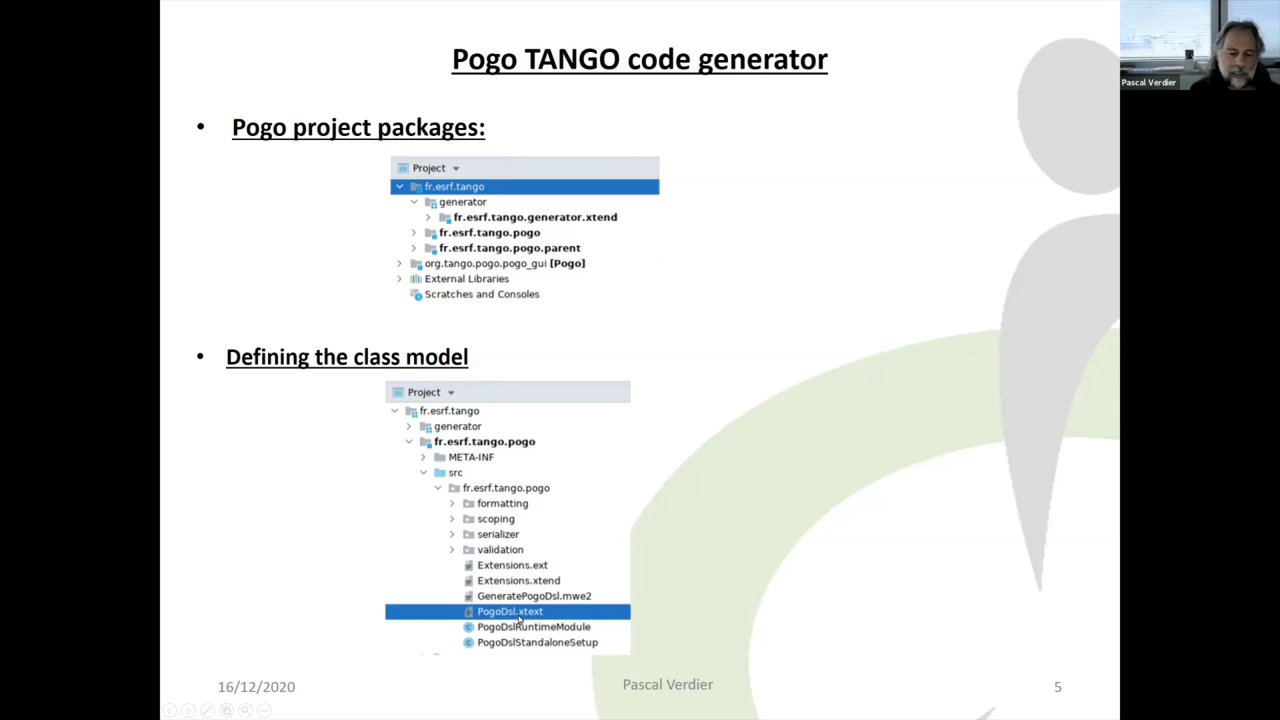 Pogo TANGO code generator
Pascal Verdier
• Pogo project packages:
Project
fr.esrf.tango
generator
fr.esrf.tango.generator.xtend
fr.esrf.tango.pogo
fr.esrf.tango.pogo.parent
org.tango.pogo.pogo_gui [Pogo]
External Libraries
Scratches and Consoles
• Defining the class model
Project
fr.esrf.tango
generator
fr.esrf.tango.pogo
META-INF
src
fr.esrf.tango.pogo
formatting
scoping
serializer
validation
Extensions.ext
Extensions.xtend
GeneratePogoDsl.mwe2
PogoDsl.xtext
PogoDslRuntimeModule
PogoDslStandaloneSetup
16/12/2020
Pascal Verdier
5